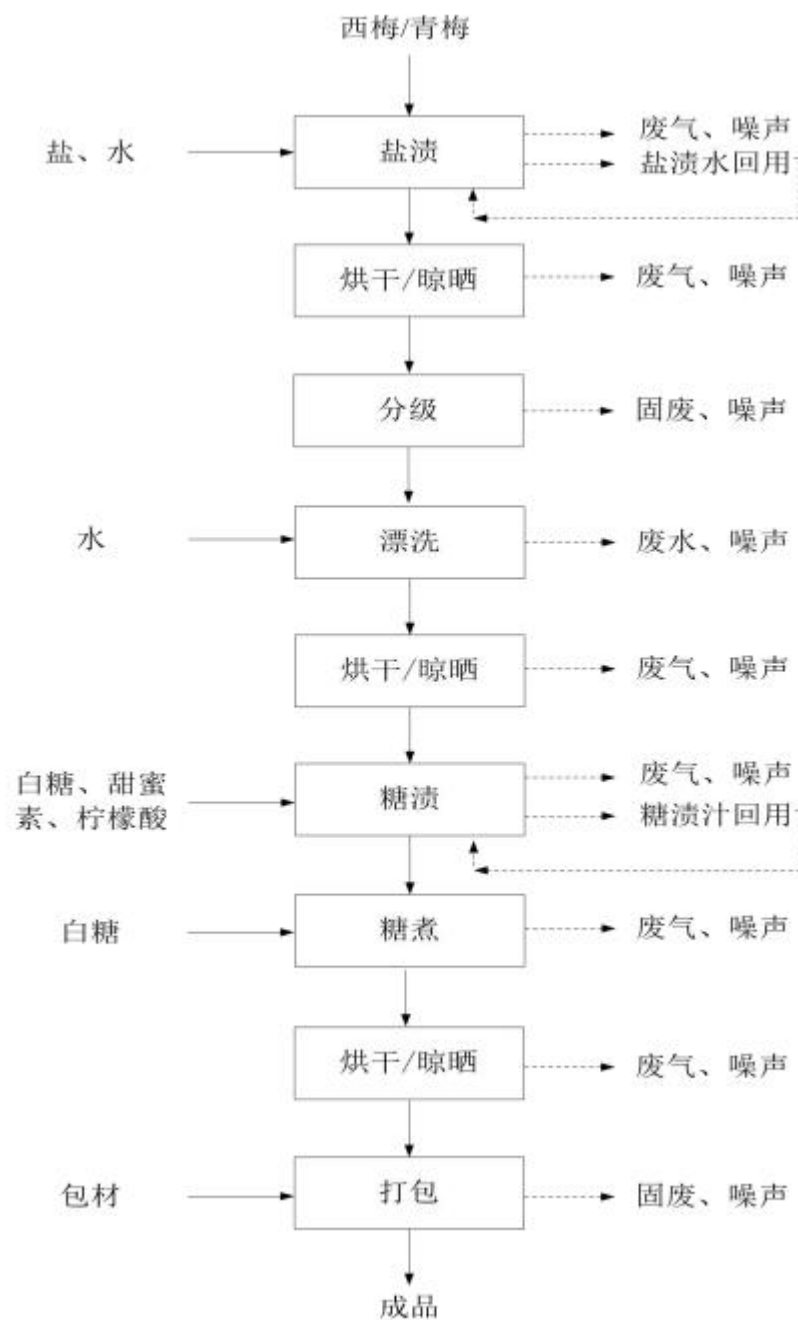 西梅/青梅
盐、水
盐渍
废气、噪声
盐渍水回用
烘干/晾晒
废气、噪声
分级
固废、噪声
水
漂洗
废水、噪声
烘干/晾晒
废气、噪声
白糖、甜蜜
素、柠檬酸
糖渍
废气、噪声
糖渍汁回用
白糖
糖煮
废气、噪声
烘干/晾晒
废气、噪声
包材
打包
固废、噪声
成品